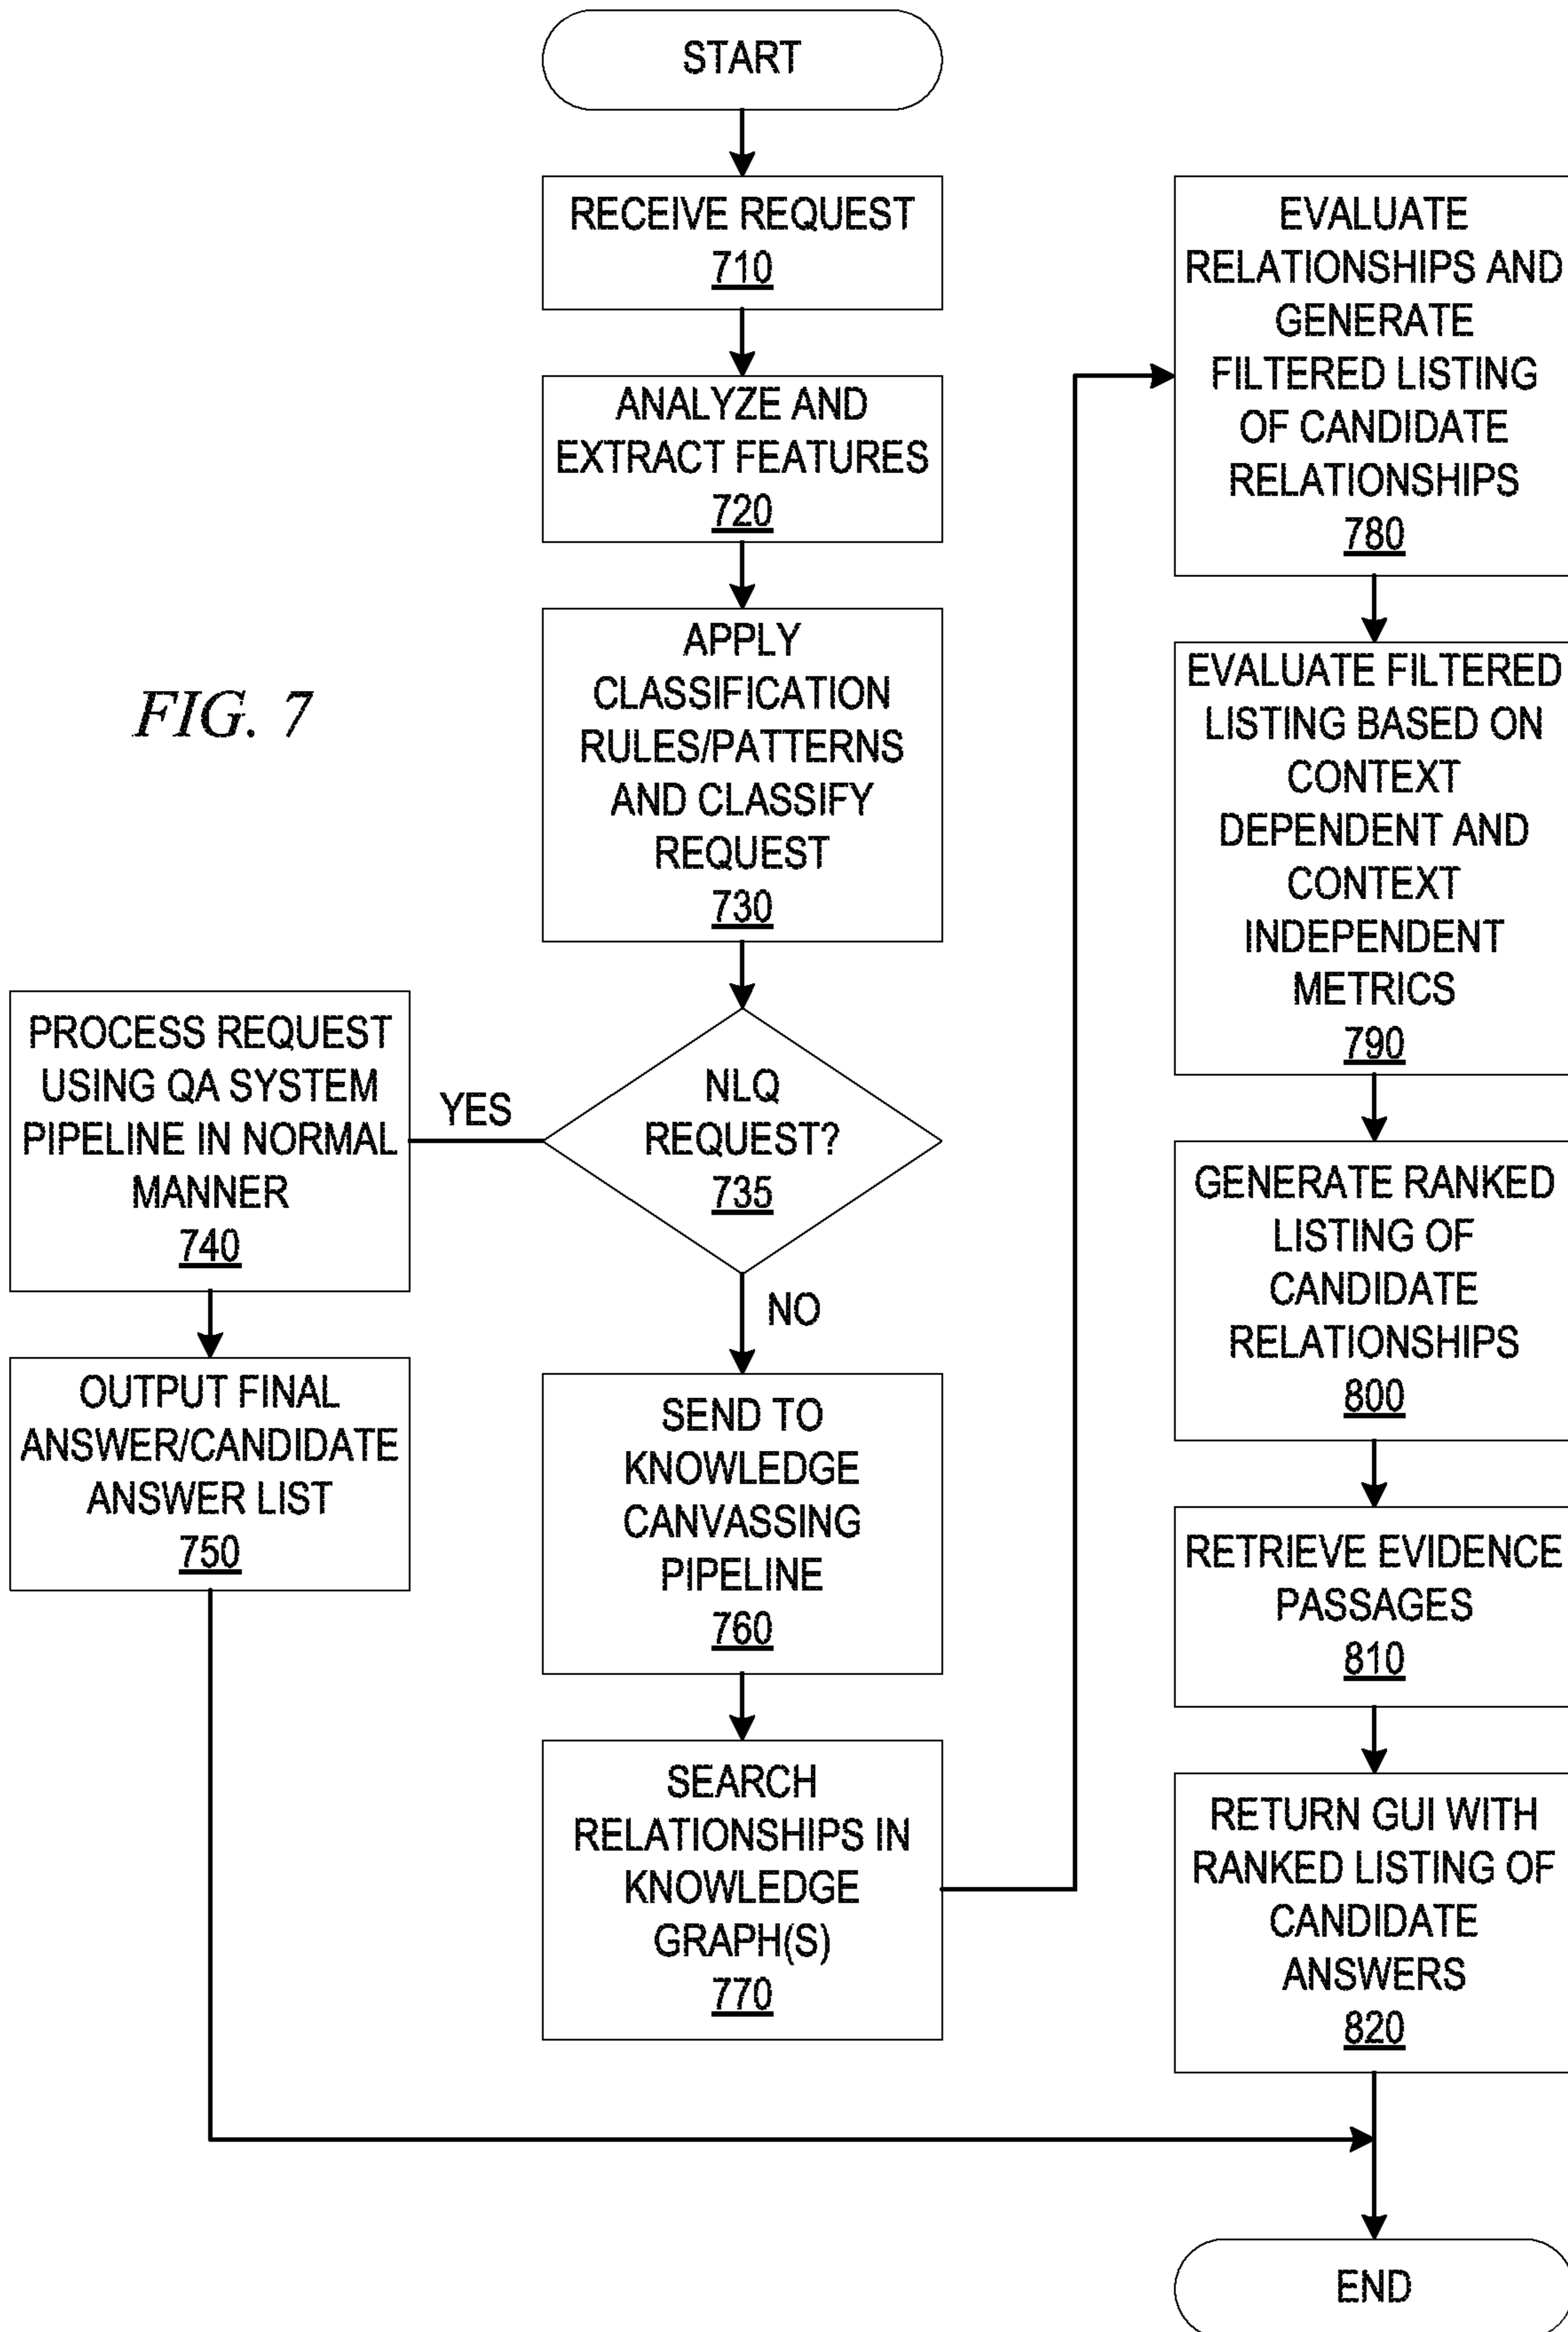 START
RECEIVE REQUEST
710
ANALYZE AND
EXTRACT FEATURES
720
APPLY
CLASSIFICATION
RULES/PATTERNS
AND CLASSIFY
REQUEST
730
FIG. 7
NLQ
REQUEST?
735
YES
PROCESS REQUEST
USING QA SYSTEM
PIPELINE IN NORMAL
MANNER
740
OUTPUT FINAL
ANSWER/CANDIDATE
ANSWER LIST
750
NO
SEND TO
KNOWLEDGE
CANVASSING
PIPELINE
760
SEARCH
RELATIONSHIPS IN
KNOWLEDGE
GRAPH(S)
770
EVALUATE
RELATIONSHIPS AND
GENERATE
FILTERED LISTING
OF CANDIDATE
RELATIONSHIPS
780
EVALUATE FILTERED
LISTING BASED ON
CONTEXT
DEPENDENT AND
CONTEXT
INDEPENDENT
METRICS
790
GENERATE RANKED
LISTING OF
CANDIDATE
RELATIONSHIPS
800
RETRIEVE EVIDENCE
PASSAGES
810
RETURN GUI WITH
RANKED LISTING OF
CANDIDATE
ANSWERS
820
END